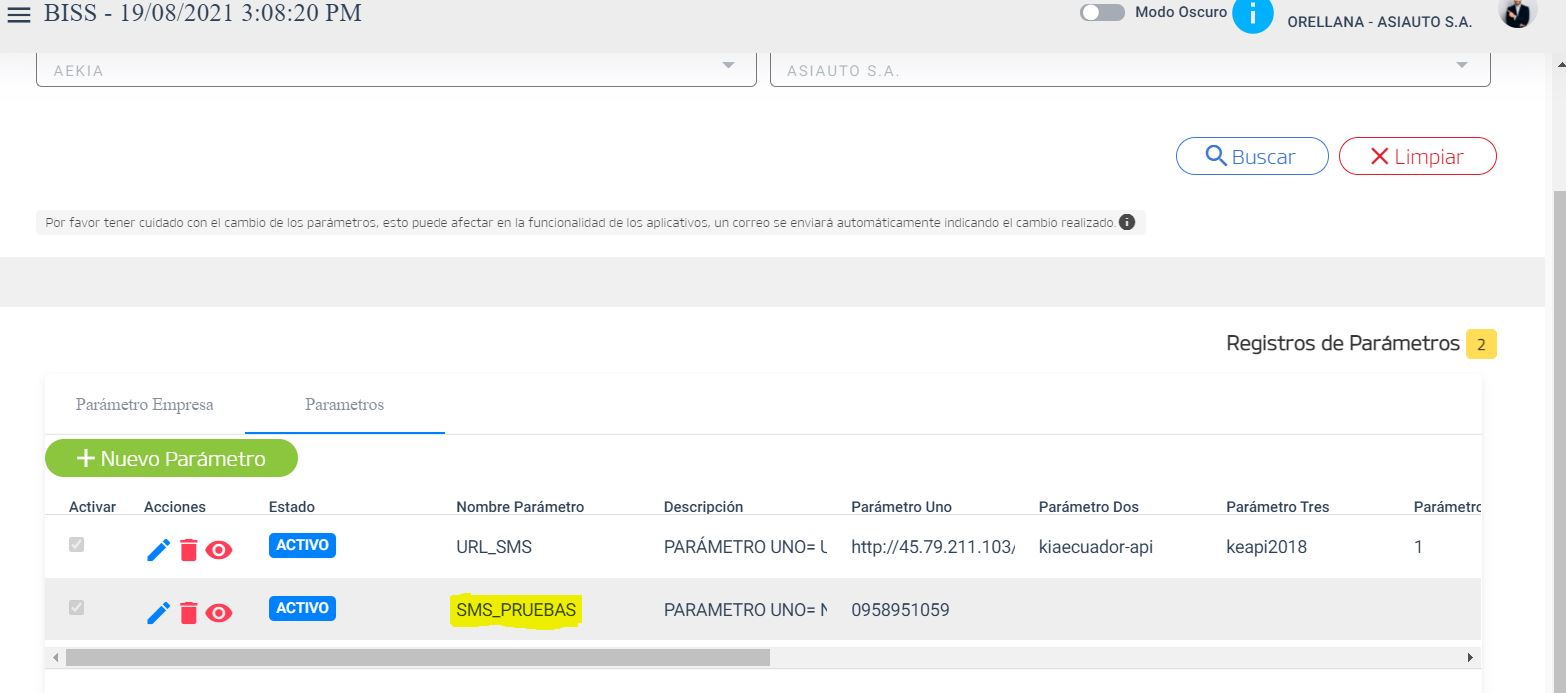 BISS - 19/08/2021 3:08:20 PM
Modo Oscuro
ORELLANA - ASIAUTO S.A.
AEKIA
ASIAUTO S.A.
Buscar
Limpiar
Por favor tener cuidado con el cambio de los parámetros, esto puede afectar en la funcionalidad de los aplicativos, un correo se enviará automáticamente indicando el cambio realizado.
Registros de Parámetros 2
Parámetro Empresa Parametros
+ Nuevo Parámetro
Activar Acciones Estado Nombre Parámetro Descripción Parámetro Uno Parámetro Dos Parámetro Tres Parámetro
ACTIVO URL_SMS PARÁMETRO UNO= U http://45.79.211.103/ kiaecuador-api keapi2018 1
ACTIVO SMS_PRUEBAS PARAMETRO UNO= N 0958951059